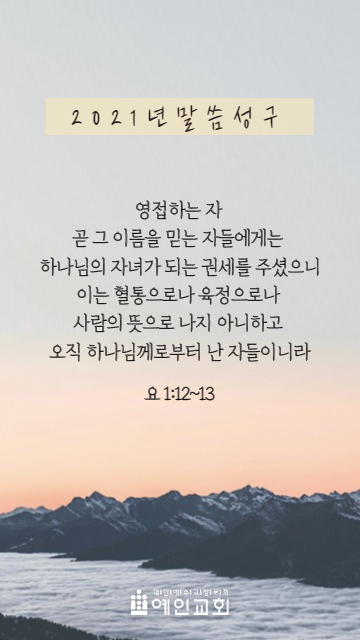 2021년말씀성구
영접하는 자
곧 그 이름을 믿는 자들에게는
하나님의 자녀가 되는 권세를 주셨으니
이는 혈통으로나 육정으로나
사람의 뜻으로 나지 아니하고
오직 하나님께로부터 난 자들이니라
요 1:12~13
예인교회